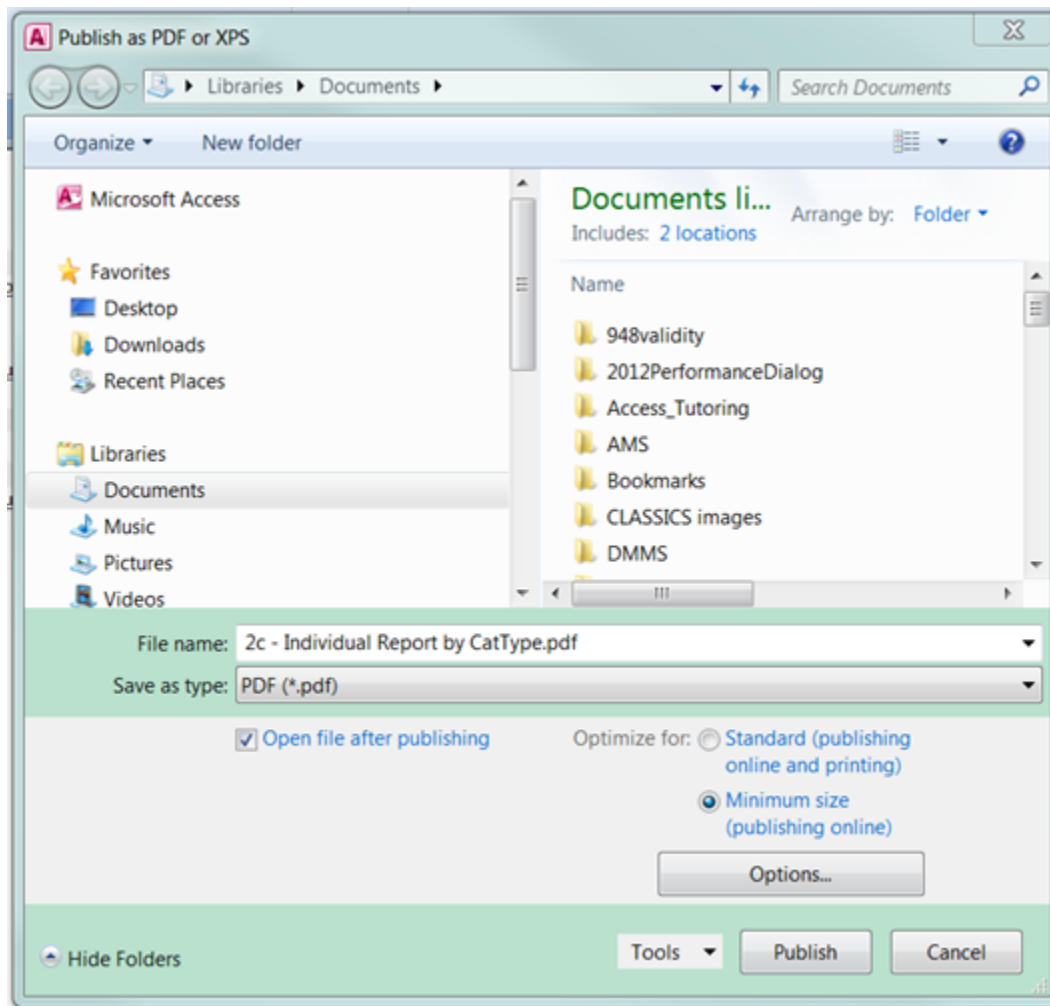 Publish as PDF or XPS
Libraries Documents
Search Documents
Organize New folder
Microsoft Access
Favorites
Desktop
Downloads
Recent Places
Libraries
Documents
Music
Pictures
Videos
Documents li...
Includes: 2 locations
Arrange by: Folder
Name
948validity
2012PerformanceDialog
Access_Tutoring
AMS
Bookmarks
CLASSICS images
DMMS
File name: 2c - Individual Report by CatType.pdf
Save as type: PDF (*.pdf)
Open file after publishing
Optimize for: Standard (publishing
online and printing)
Minimum size
(publishing online)
Options...
Hide Folders
Tools Publish Cancel